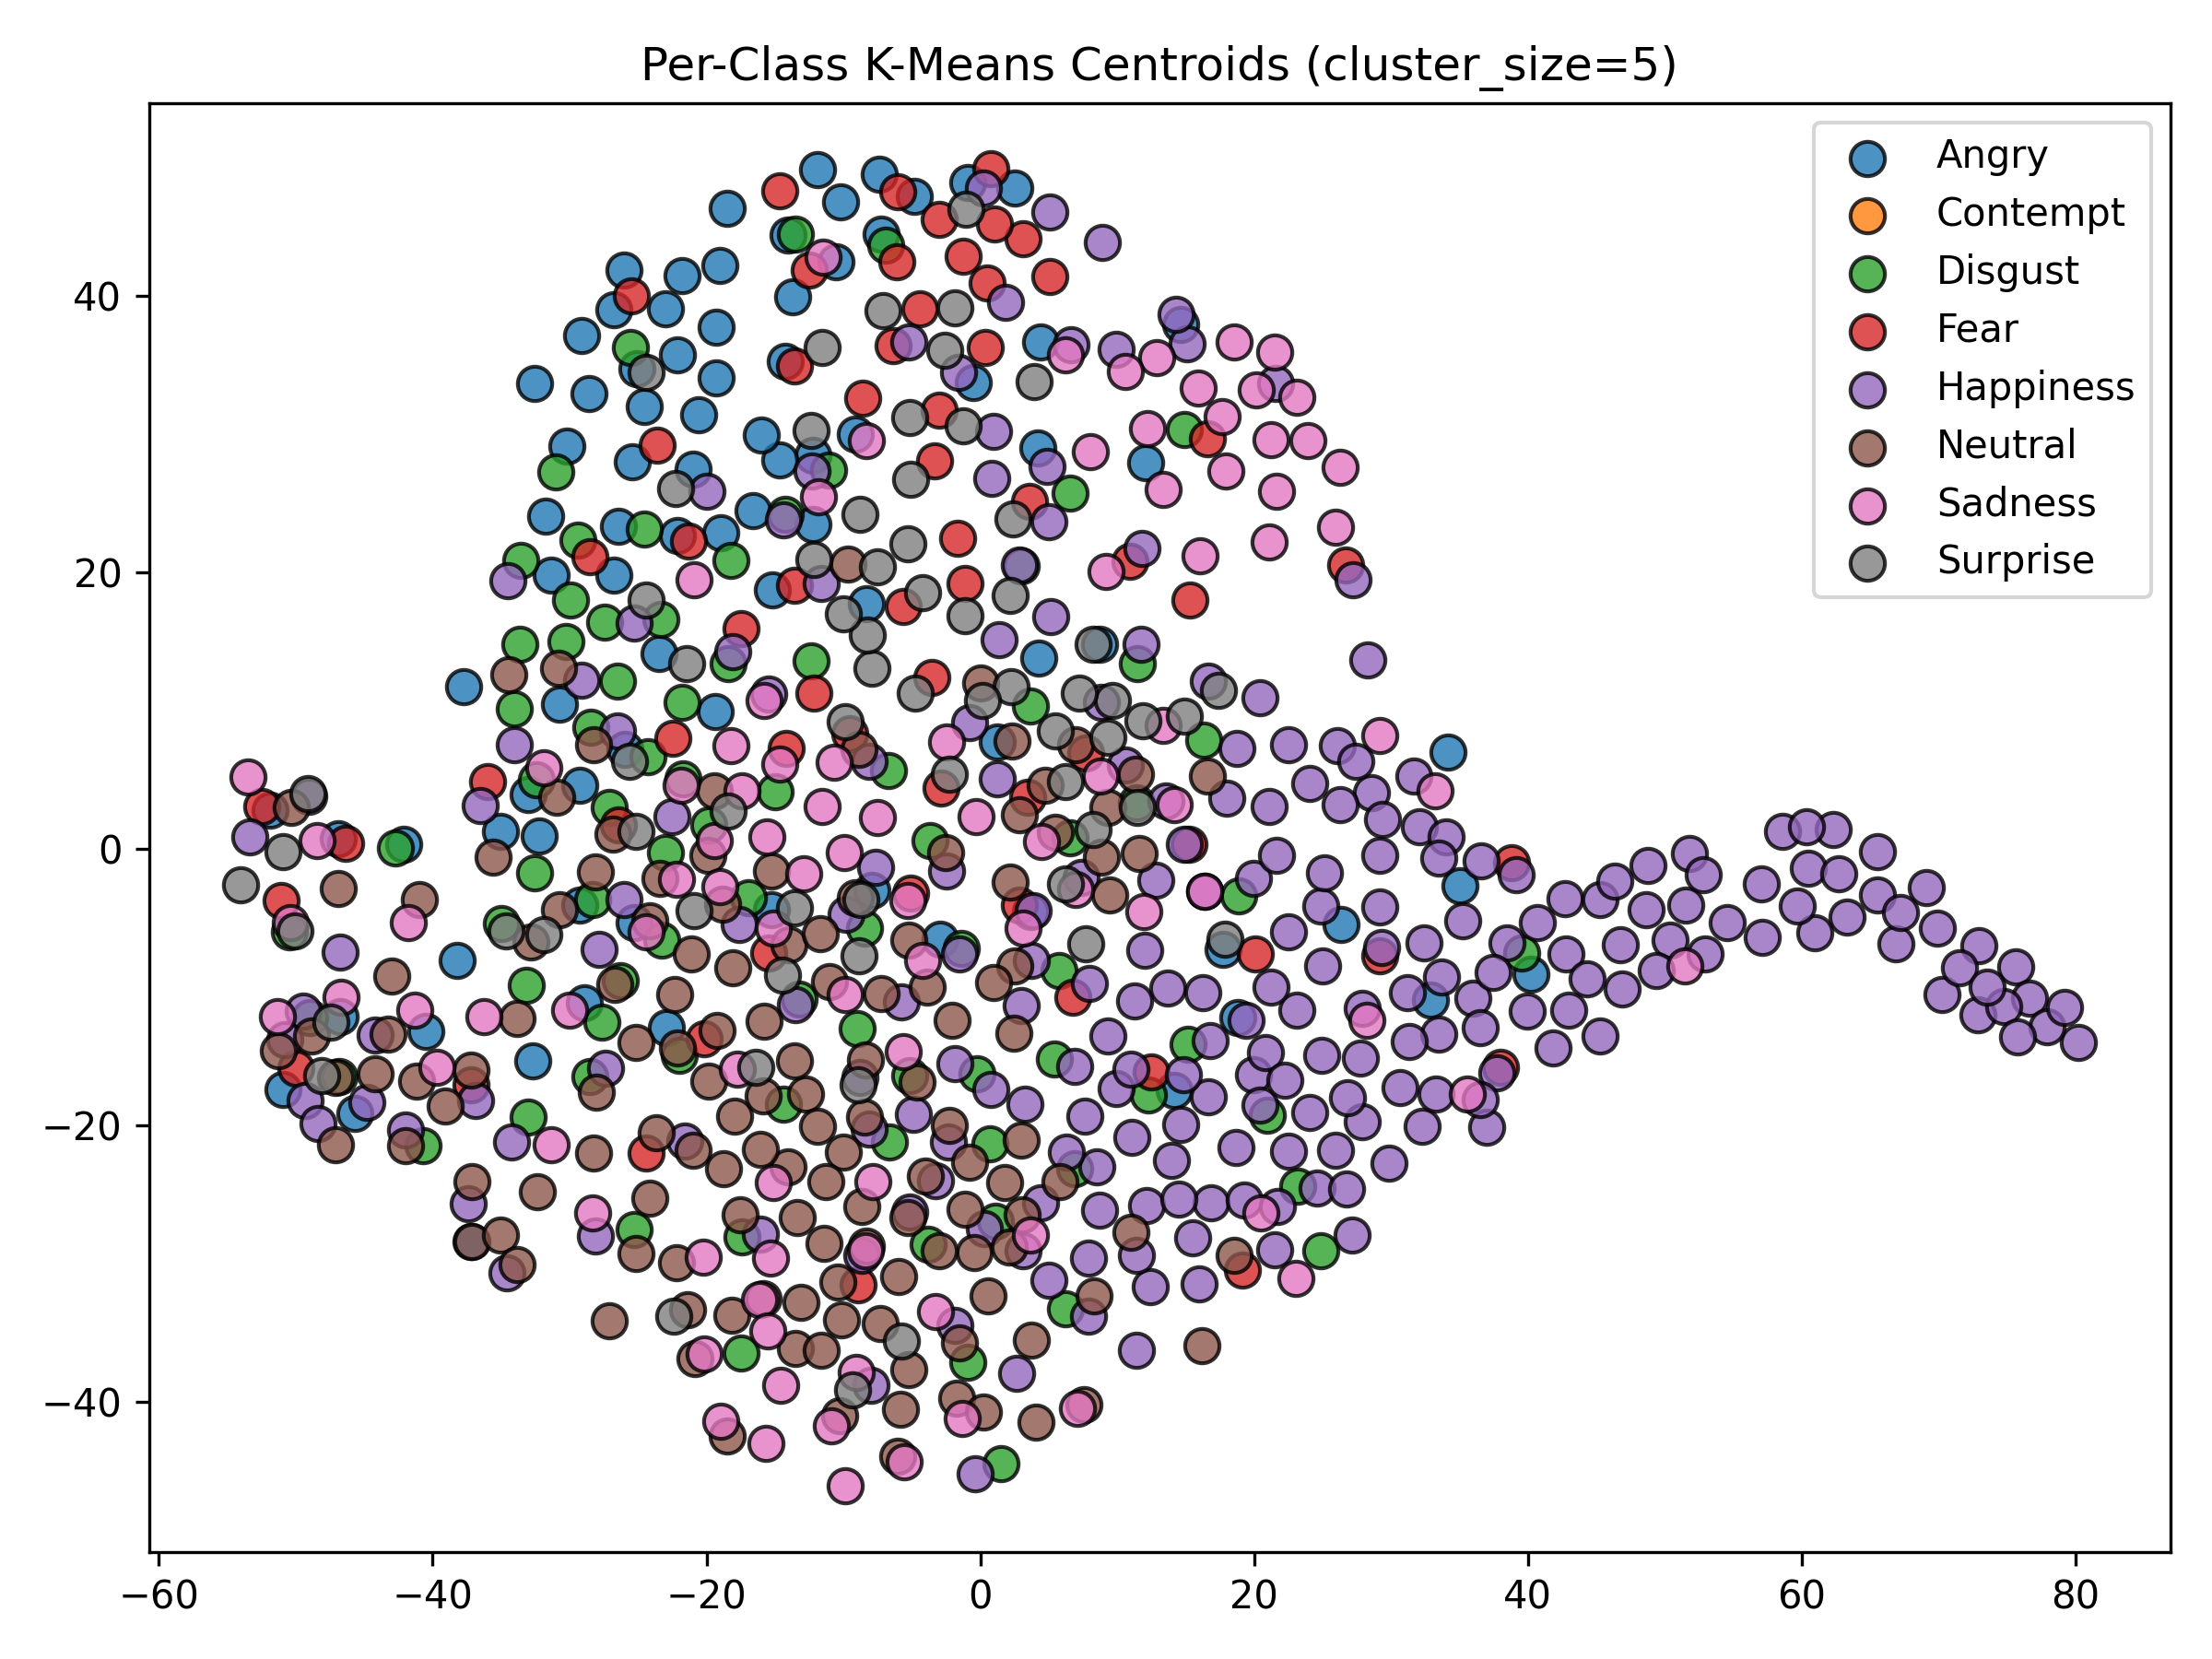 Per-Class K-Means Centroids (cluster_size=5)
Angry
Contempt
Disgust
Fear
Happiness
Neutral
Sadness
Surprise
40
20
0
−20
−40
−60 −40 −20 0 20 40 60 80